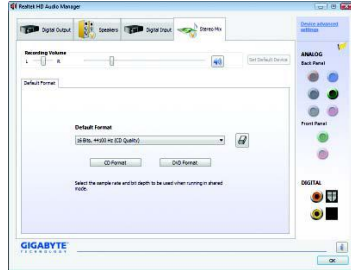 Realtek HD Audio Manager
Digital Output
Speakers
Digital Input
Stereo Mix
Device advanced settings
Recording Volume
L
R
Set Default Device
ANALOG
Back Panel
Default Format
Default Format
16 Bits, 44100 Hz (CD Quality)
CD Format
DVD Format
Select the sample rate and bit depth to be used when running in shared
mode.
Front Panel
DIGITAL
GIGABYTE
TECHNOLOGY
i
OK